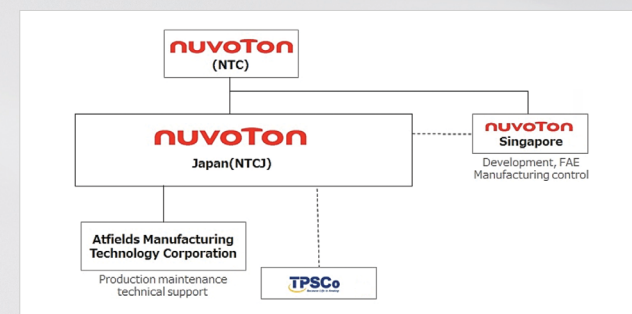 nuvoTon
(NTC)
nuvoTon
Japan(NTCJ)
nuvoTon
Singapore
Development, FAE
Manufacturing control
Atfields Manufacturing
Technology Corporation
Production maintenance
technical support
TPSCo